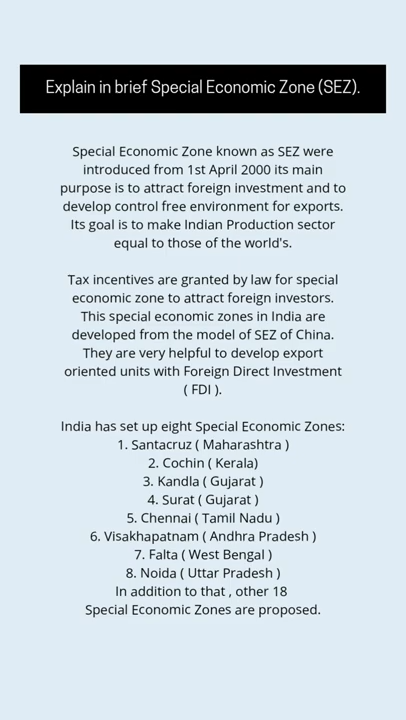 Explain in brief Special Economic Zone (SEZ).
Special Economic Zone known as SEZ were
introduced from 1st April 2000 its main
purpose is to attract foreign investment and to
develop control free environment for exports.
Its goal is to make Indian Production sector
equal to those of the world's.
Tax incentives are granted by law for special
economic zone to attract foreign investors.
This special economic zones in India are
developed from the model of SEZ of China.
They are very helpful to develop export
oriented units with Foreign Direct Investment
( FDI ).
India has set up eight Special Economic Zones:
1. Santacruz ( Maharashtra )
2. Cochin ( Kerala)
3. Kandla ( Gujarat )
4. Surat ( Gujarat )
5. Chennai ( Tamil Nadu )
6. Visakhapatnam ( Andhra Pradesh )
7. Falta ( West Bengal )
8. Noida ( Uttar Pradesh )
In addition to that , other 18
Special Economic Zones are proposed.